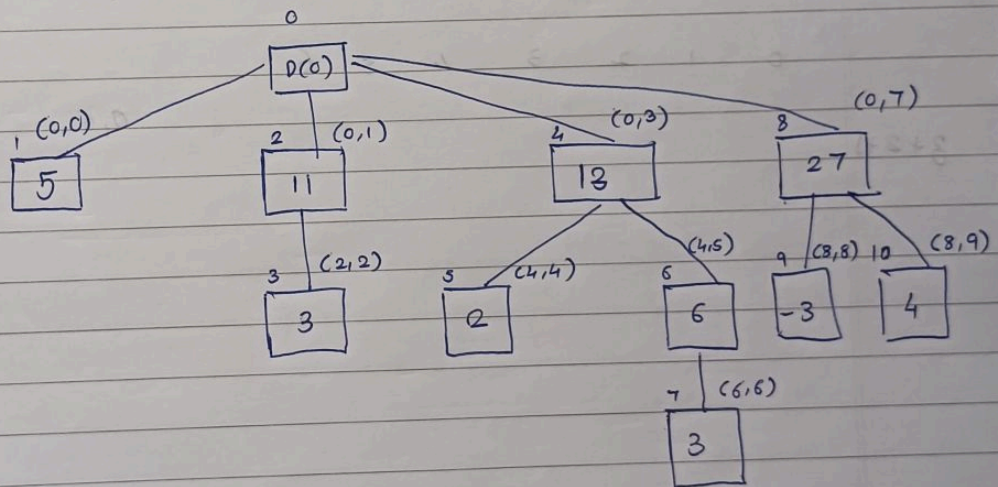 0
D(0)
1 (0,0) 2 (0,1) 4 (0,3) 8 (0,7)
5 11 13 27
3 (2,2) 5 (4,4) 6 (4,5) 9 (8,8) 10 (8,9)
3 2 6 -3 4
7 (6,6)
3